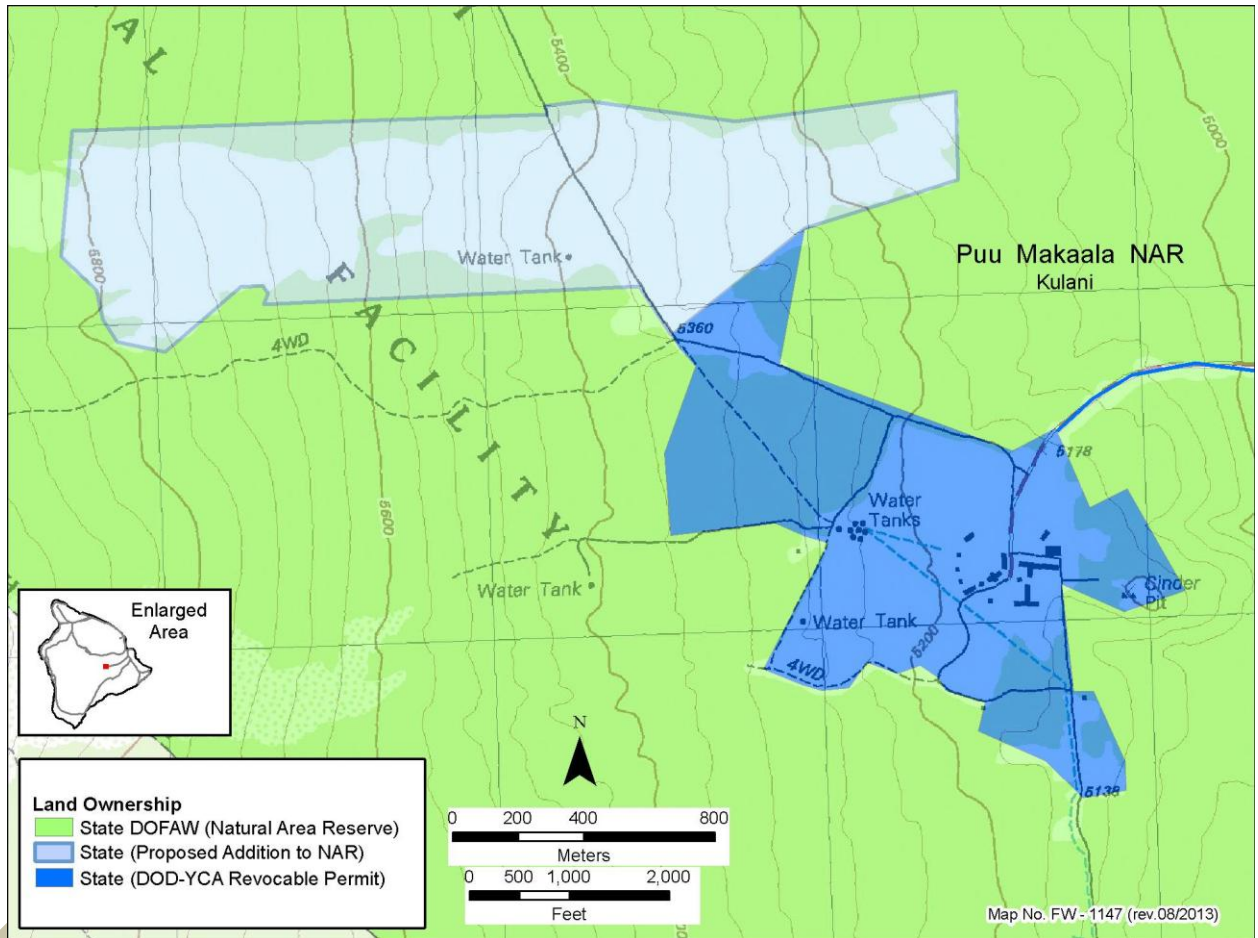 A L
I
5400
5000
Water Tank
5800
F A C I L I T Y
4WD
Puu Makaala NAR
Kulani
5360
5178
Water
Tanks
5600
Water Tank
Cinder
Pit
Water Tank
5200
4WD
5138
Enlarged
Area
N
Land Ownership
State DOFAW (Natural Area Reserve)
State (Proposed Addition to NAR)
State (DOD-YCA Revocable Permit)
0 200 400 800
Meters
0 500 1,000 2,000
Feet
Map No. FW - 1147 (rev.08/2013)